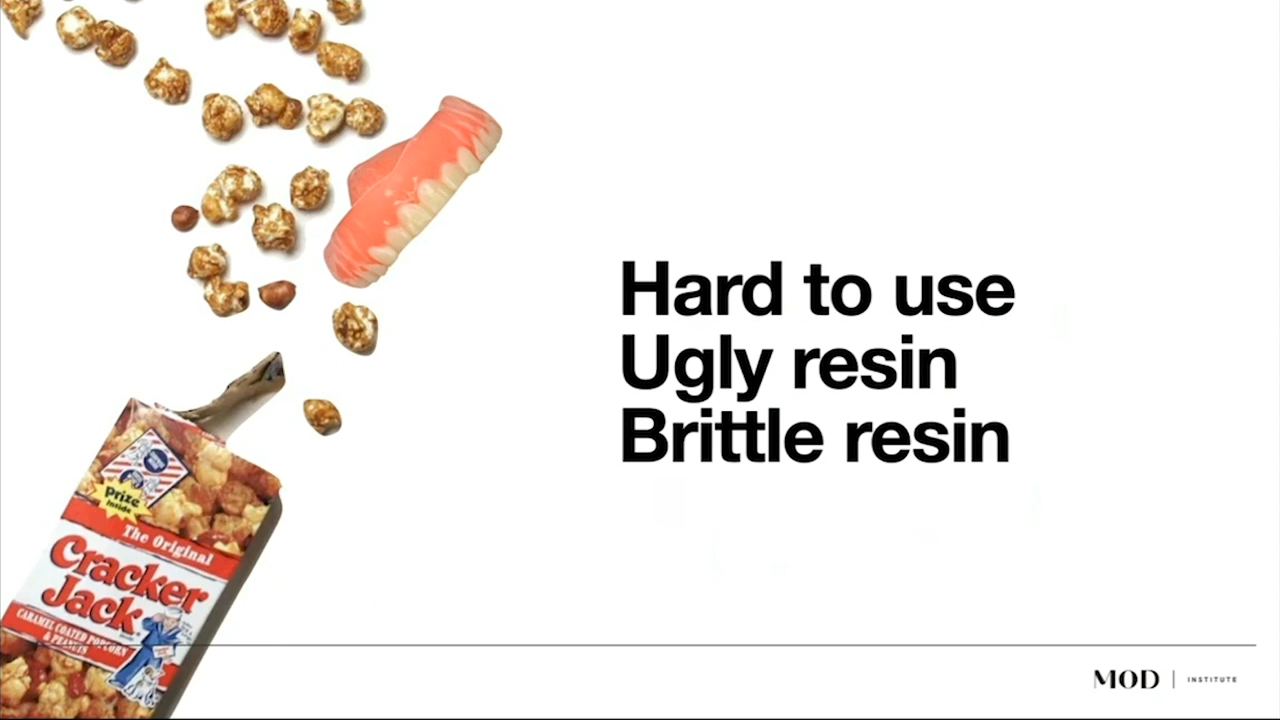 Hard to use
Ugly resin
Brittle resin
Prize
Inside
The Original
Cracker
Jack
CARAMEL COATED POPCORN
& PEANUTS
MOD | INSTITUTE